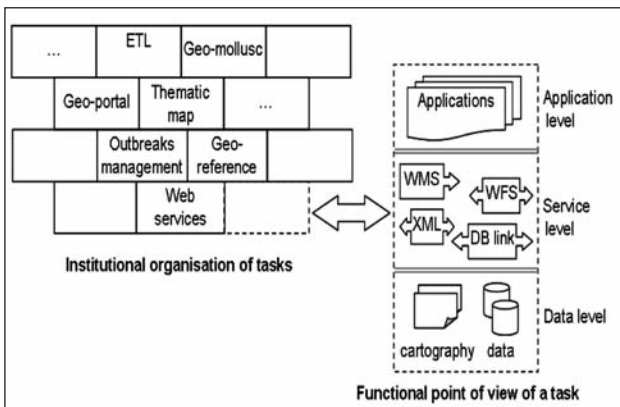 ...
ETL
Geo-mollusc
Geo-portal
Thematic
map
...
Outbreaks
management
Geo-
reference
Web
services
Institutional organisation of tasks
Applications
Application
level
WMS
WFS
XML
DB link
Service
level
cartography
data
Data level
Functional point of view of a task